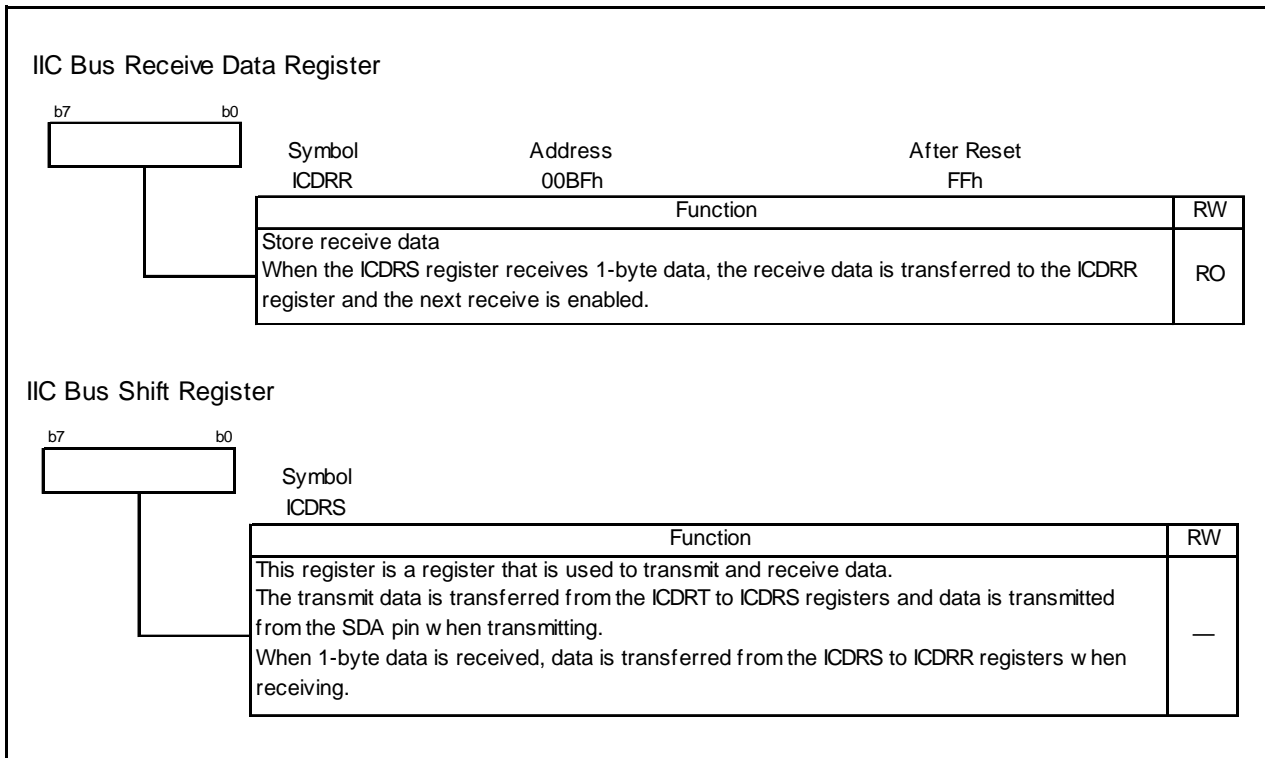 IIC Bus Receive Data Register
b7 b0
Symbol Address After Reset
ICDRR 00BFh FFh
Function RW
Store receive data
When the ICDRS register receives 1-byte data, the receive data is transferred to the ICDRR
register and the next receive is enabled.
RO
IIC Bus Shift Register
b7 b0
Symbol
ICDRS
Function RW
This register is a register that is used to transmit and receive data.
The transmit data is transferred from the ICDRT to ICDRS registers and data is transmitted
from the SDA pin when transmitting.
When 1-byte data is received, data is transferred from the ICDRS to ICDRR registers when
receiving.
—